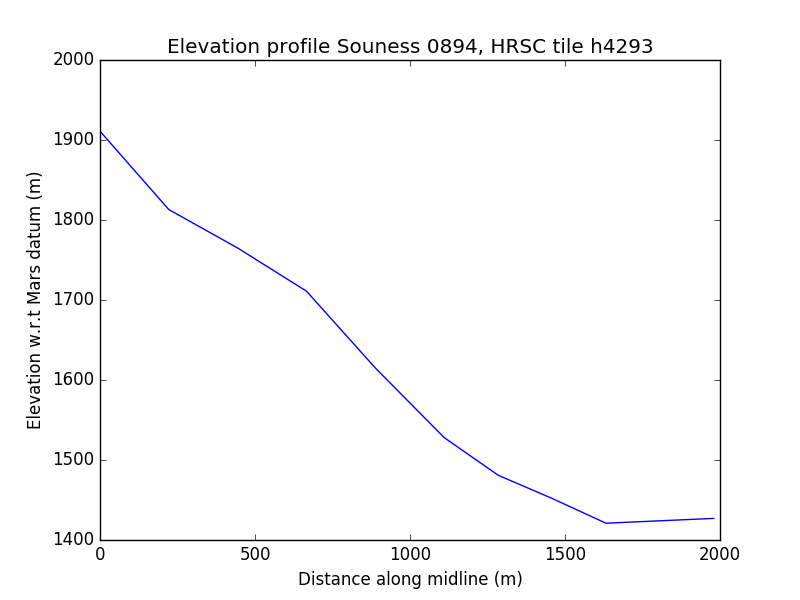 Elevation profile Souness 0894, HRSC tile h4293
2000
1900
1800
1700
1600
1500
1400
Elevation w.r.t Mars datum (m)
0 500 1000 1500 2000
Distance along midline (m)